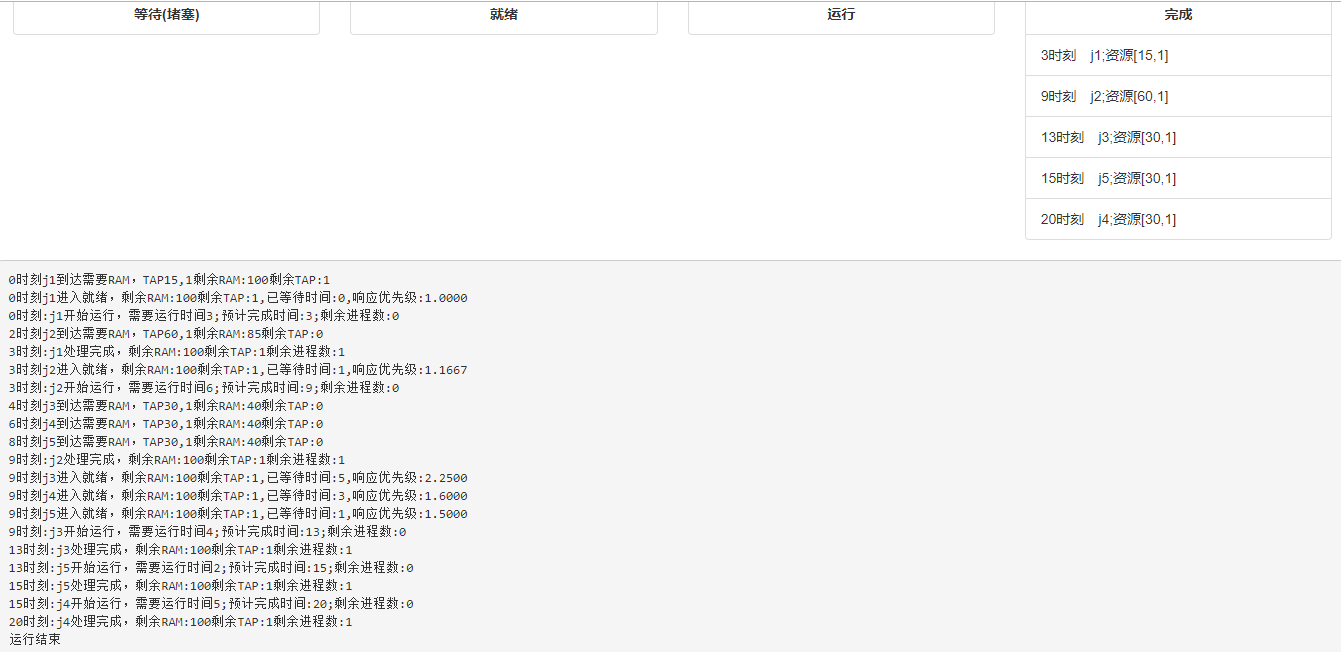 等待(堵塞)
就绪
运行
完成
3时刻 j1;资源[15,1]
9时刻 j2;资源[60,1]
13时刻 j3;资源[30,1]
15时刻 j5;资源[30,1]
20时刻 j4;资源[30,1]
0时刻j1到达需要RAM，TAP15,1剩余RAM:100剩余TAP:1
0时刻j1进入就绪，剩余RAM:100剩余TAP:1,已等待时间:0,响应优先级:1.0000
0时刻:j1开始运行，需要运行时间3;预计完成时间:3;剩余进程数:0
2时刻j2到达需要RAM，TAP60,1剩余RAM:85剩余TAP:0
3时刻:j1处理完成，剩余RAM:100剩余TAP:1剩余进程数:1
3时刻j2进入就绪，剩余RAM:100剩余TAP:1,已等待时间:1,响应优先级:1.1667
3时刻:j2开始运行，需要运行时间6;预计完成时间:9;剩余进程数:0
4时刻j3到达需要RAM，TAP30,1剩余RAM:40剩余TAP:0
6时刻j4到达需要RAM，TAP30,1剩余RAM:40剩余TAP:0
8时刻j5到达需要RAM，TAP30,1剩余RAM:40剩余TAP:0
9时刻:j2处理完成，剩余RAM:100剩余TAP:1剩余进程数:1
9时刻j3进入就绪，剩余RAM:100剩余TAP:1,已等待时间:5,响应优先级:2.2500
9时刻j4进入就绪，剩余RAM:100剩余TAP:1,已等待时间:3,响应优先级:1.6000
9时刻j5进入就绪，剩余RAM:100剩余TAP:1,已等待时间:1,响应优先级:1.5000
9时刻:j3开始运行，需要运行时间4;预计完成时间:13;剩余进程数:0
13时刻:j3处理完成，剩余RAM:100剩余TAP:1剩余进程数:1
13时刻:j5开始运行，需要运行时间2;预计完成时间:15;剩余进程数:0
15时刻:j5处理完成，剩余RAM:100剩余TAP:1剩余进程数:1
15时刻:j4开始运行，需要运行时间5;预计完成时间:20;剩余进程数:0
20时刻:j4处理完成，剩余RAM:100剩余TAP:1剩余进程数:1
运行结束